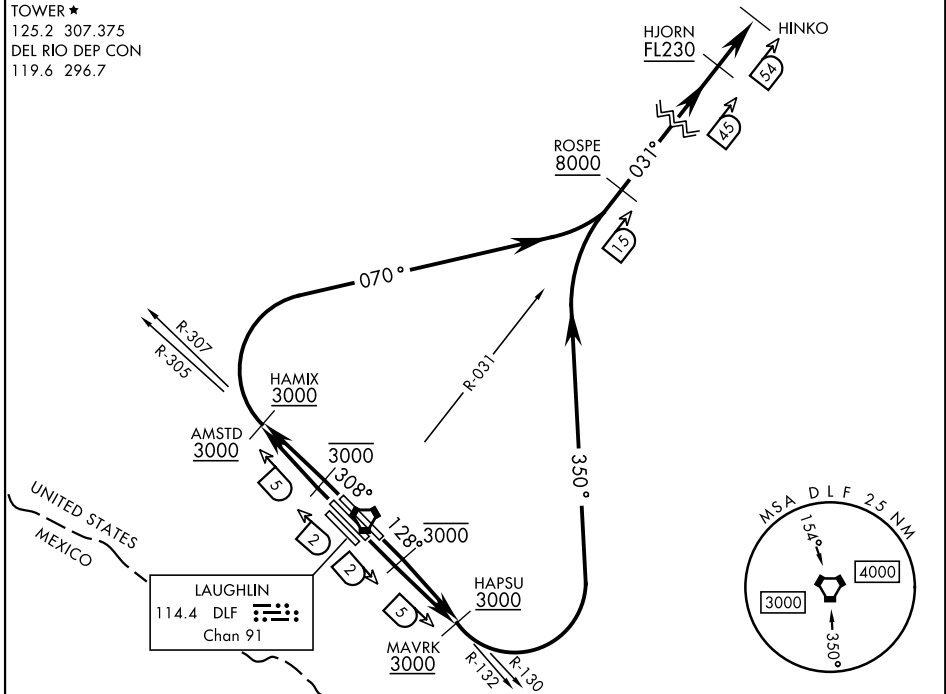 TOWER ★
125.2 307.375
DEL RIO DEP CON
119.6 296.7
HINKO
HJORN
FL230
54
45
ROSPE
8000
031°
15
070°
R-307
R-305
R-031
HAMIX
3000
AMSTD
3000
3000
308°
5
350°
2
128°
3000
2
UNITED STATES
MEXICO
LAUGHLIN
114.4 DLF
Chan 91
5
HAPSU
3000
MAVRK
3000
R-132
R-130
MSA DLF 25 NM
154°
4000
3000
350°